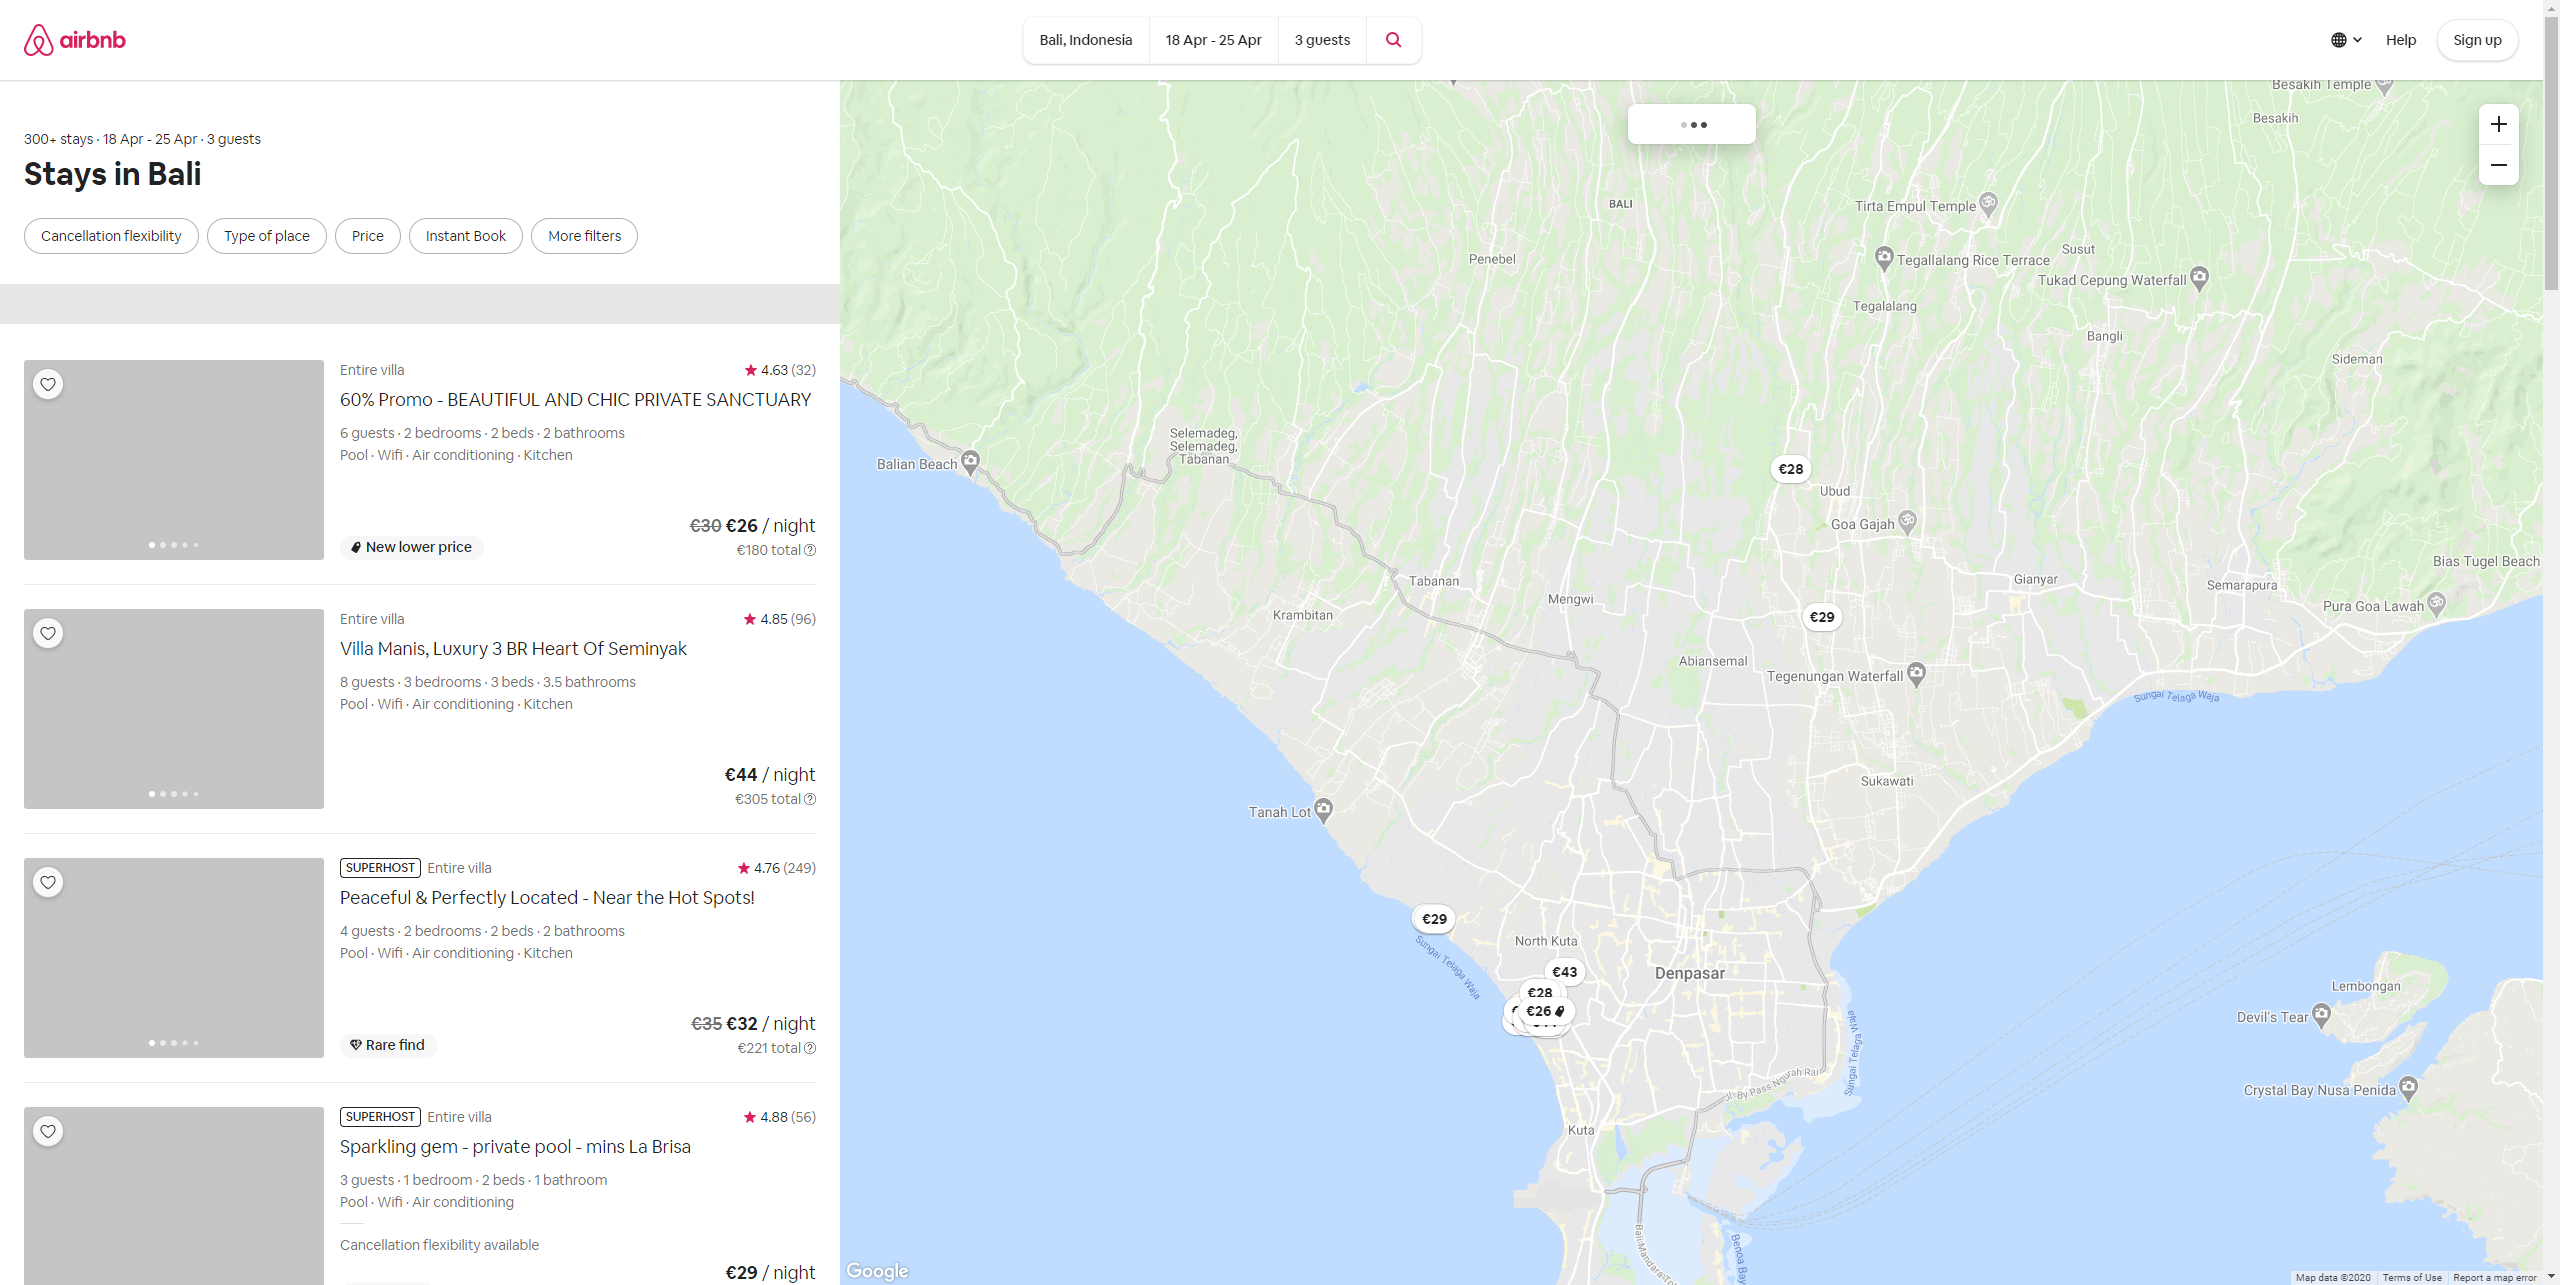 airbnb
Bali, Indonesia
18 Apr - 25 Apr
3 guests
Help
Sign up
300+ stays · 18 Apr - 25 Apr · 3 guests
Stays in Bali
Cancellation flexibility
Type of place
Price
Instant Book
More filters
Entire villa
★ 4.63 (32)
60% Promo - BEAUTIFUL AND CHIC PRIVATE SANCTUARY
6 guests · 2 bedrooms · 2 beds · 2 bathrooms
Pool · Wifi · Air conditioning · Kitchen
€30 €26 / night
New lower price
€180 total
Entire villa
★ 4.85 (96)
Villa Manis, Luxury 3 BR Heart Of Seminyak
8 guests · 3 bedrooms · 3 beds · 3.5 bathrooms
Pool · Wifi · Air conditioning · Kitchen
€44 / night
€305 total
SUPERHOST Entire villa
★ 4.76 (249)
Peaceful & Perfectly Located - Near the Hot Spots!
4 guests · 2 bedrooms · 2 beds · 2 bathrooms
Pool · Wifi · Air conditioning · Kitchen
€35 €32 / night
Rare find
€221 total
SUPERHOST Entire villa
★ 4.88 (56)
Sparkling gem - private pool - mins La Brisa
3 guests · 1 bedroom · 2 beds · 1 bathroom
Pool · Wifi · Air conditioning
Cancellation flexibility available
€29 / night
Besakih Temple
Besakih
BALI
Tirta Empul Temple
Penebel
Tegallalang Rice Terrace
Susut
Tukad Cepung Waterfall
Tegalalang
Bangli
Sideman
Selemadeg,
Selemadeg,
Tabanan
Balian Beach
€28
Ubud
Goa Gajah
Bias Tugel Beach
Tabanan
Gianyar
Semarapura
Mengwi
Krambitan
€29
Pura Goa Lawah
Abiansemal
Tegenungan Waterfall
Sungai Telaga Waja
Sukawati
Tanah Lot
€29
North Kuta
Sungai Telaga Waja
€43
Denpasar
€28
€26
Lembongan
Devil's Tear
Sungai Telaga Waja
Jl. By Pass Ngurah Rai
Crystal Bay Nusa Penida
Kuta
Bali Mandara Toll
Benoa Bay
Google
Map data ©2020
Terms of Use
Report a map error